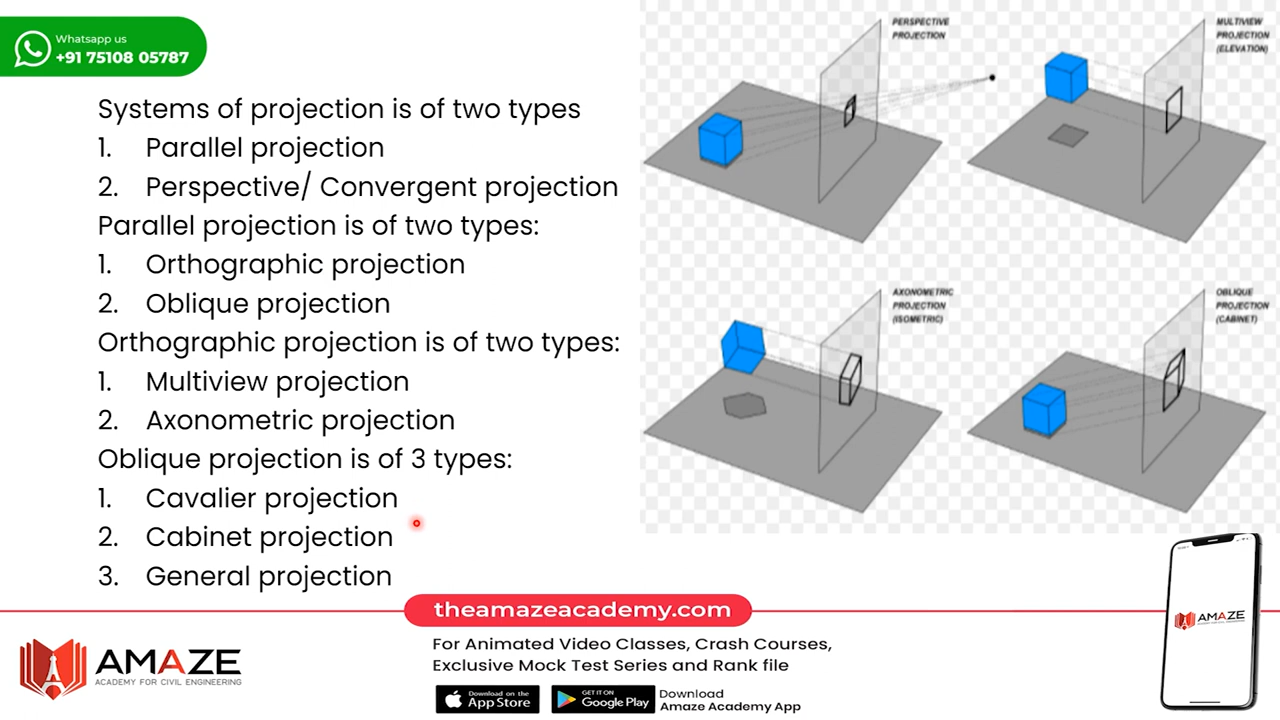 Whatsapp us
+91 75108 05787
Systems of projection is of two types
1. Parallel projection
2. Perspective/ Convergent projection
Parallel projection is of two types:
1. Orthographic projection
2. Oblique projection
Orthographic projection is of two types:
1. Multiview projection
2. Axonometric projection
Oblique projection is of 3 types:
1. Cavalier projection
2. Cabinet projection
3. General projection
PERSPECTIVE
PROJECTION
MULTIVIEW
PROJECTION
(ELEVATION)
AXONOMETRIC
PROJECTION
(ISOMETRIC)
OBLIQUE
PROJECTION
(CABINET)
theamazeacademy.com
AMAZE
ACADEMY FOR CIVIL ENGINEERING
For Animated Video Classes, Crash Courses,
Exclusive Mock Test Series and Rank file
Download on the
App Store
GET IT ON
Google Play
Download
Amaze Academy App
AMAZE